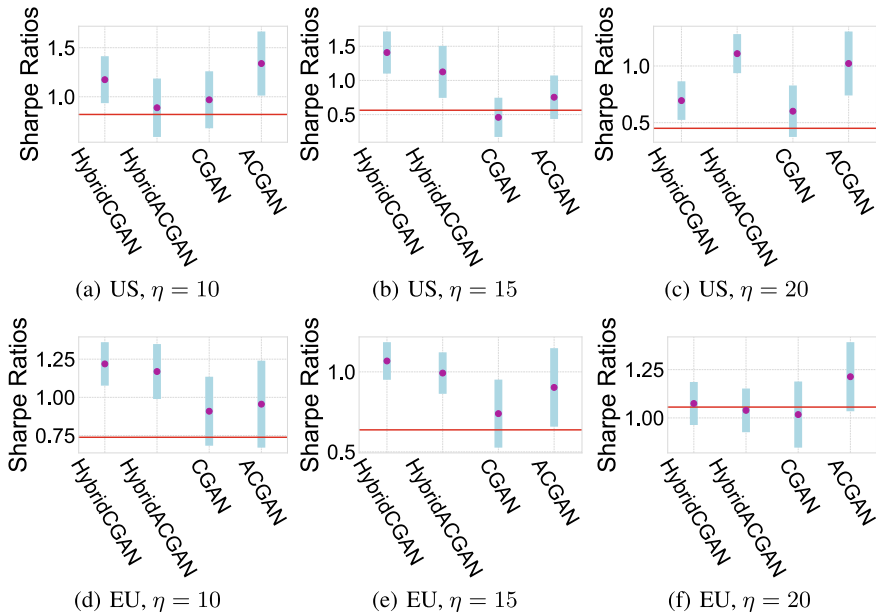 Sharpe Ratios
1.5
1.0
HybridCGAN
HybridACGAN
CGAN
ACGAN
(a) US, η = 10
Sharpe Ratios
1.5
1.0
0.5
HybridCGAN
HybridACGAN
CGAN
ACGAN
(b) US, η = 15
Sharpe Ratios
1.0
0.5
HybridCGAN
HybridACGAN
CGAN
ACGAN
(c) US, η = 20
Sharpe Ratios
1.25
1.00
0.75
HybridCGAN
HybridACGAN
CGAN
ACGAN
(d) EU, η = 10
Sharpe Ratios
1.0
0.5
HybridCGAN
HybridACGAN
CGAN
ACGAN
(e) EU, η = 15
Sharpe Ratios
1.25
1.00
HybridCGAN
HybridACGAN
CGAN
ACGAN
(f) EU, η = 20